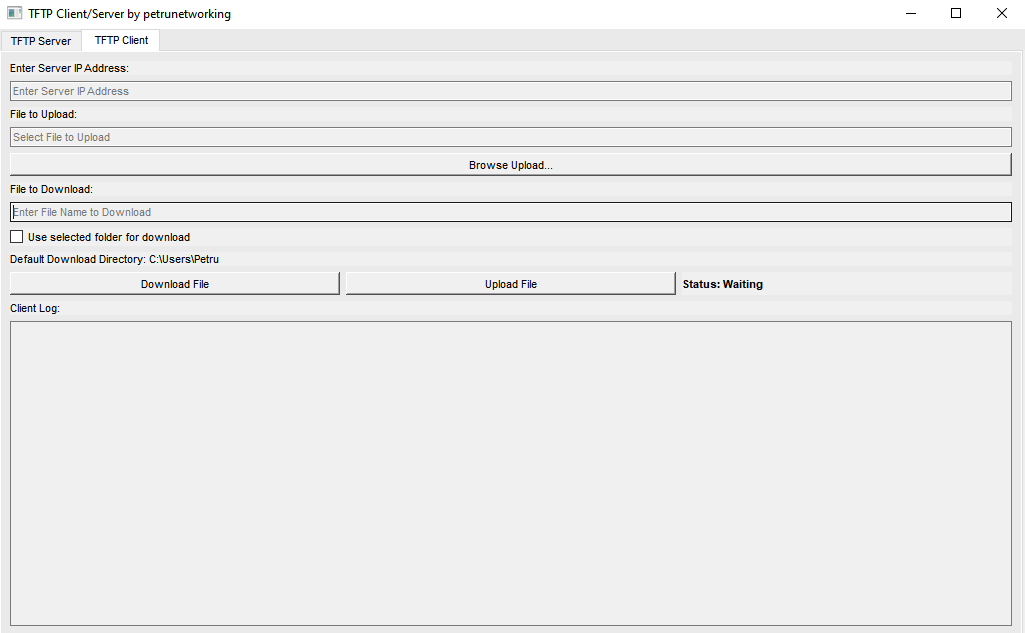 TFTP Client/Server by petrunetworking
TFTP Server TFTP Client
Enter Server IP Address:
Enter Server IP Address
File to Upload:
Select File to Upload
Browse Upload...
File to Download:
Enter File Name to Download
Use selected folder for download
Default Download Directory: C:\Users\Petru
Download File Upload File Status: Waiting
Client Log: